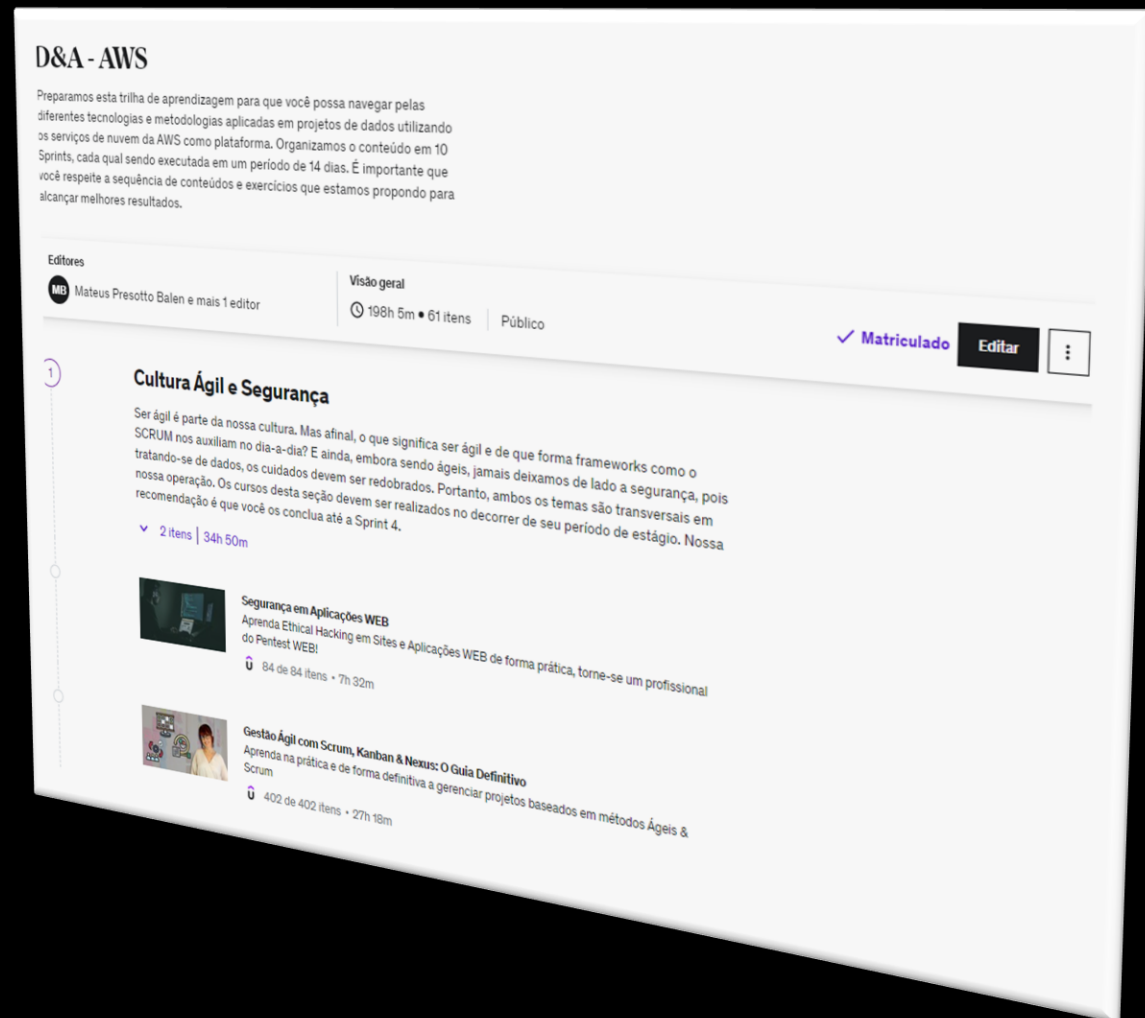 D&A - AWS
Preparamos esta trilha de aprendizagem para que você possa navegar pelas
diferentes tecnologias e metodologias aplicadas em projetos de dados utilizando
os serviços de nuvem da AWS como plataforma. Organizamos o conteúdo em 10
Sprints, cada qual sendo executada em um período de 14 dias. É importante que
você respeite a sequência de conteúdos e exercícios que estamos propondo para
alcançar melhores resultados.
Editores
MB Mateus Presotto Balen e mais 1 editor
Visão geral
198h 5m • 61 itens
Público
Matriculado
Editar
1
Cultura Ágil e Segurança
Ser ágil é parte da nossa cultura. Mas afinal, o que significa ser ágil e de que forma frameworks como o
SCRUM nos auxiliam no dia-a-dia? E ainda, embora sendo ágeis, jamais deixamos de lado a segurança, pois
tratando-se de dados, os cuidados devem ser redobrados. Portanto, ambos os temas são transversais em
nossa operação. Os cursos desta seção devem ser realizados no decorrer de seu período de estágio. Nossa
recomendação é que você os conclua até a Sprint 4.
2 itens | 34h 50m
Segurança em Aplicações WEB
Aprenda Ethical Hacking em Sites e Aplicações WEB de forma prática, torne-se um profissional
do Pentest WEB!
84 de 84 itens • 7h 32m
Gestão Ágil com Scrum, Kanban & Nexus: O Guia Definitivo
Aprenda na prática e de forma definitiva a gerenciar projetos baseados em métodos Ágeis &
Scrum
402 de 402 itens • 27h 18m